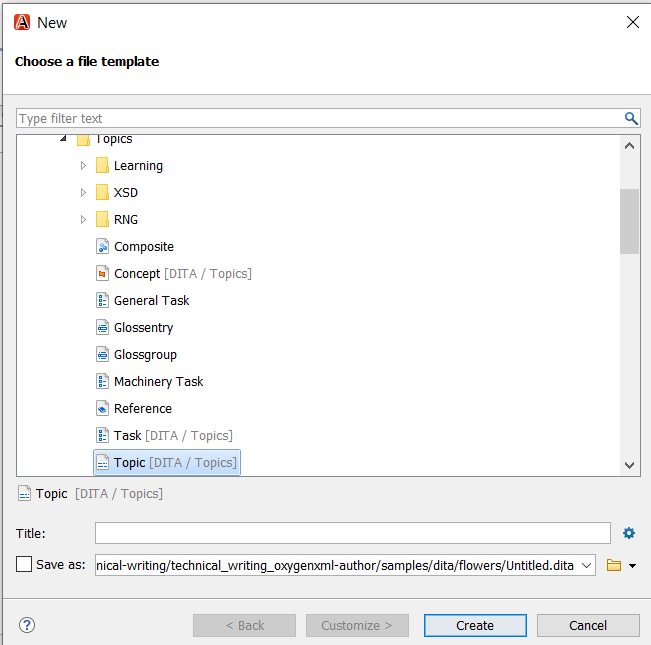 New
Choose a file template
Type filter text
Topics
Learning
XSD
RNG
Composite
Concept [DITA / Topics]
General Task
Glossentry
Glossgroup
Machinery Task
Reference
Task [DITA / Topics]
Topic [DITA / Topics]
Topic [DITA / Topics]
Title:
Save as: nical-writing/technical_writing_oxygenxml-author/samples/dita/flowers/Untitled.dita
? < Back Customize > Create Cancel